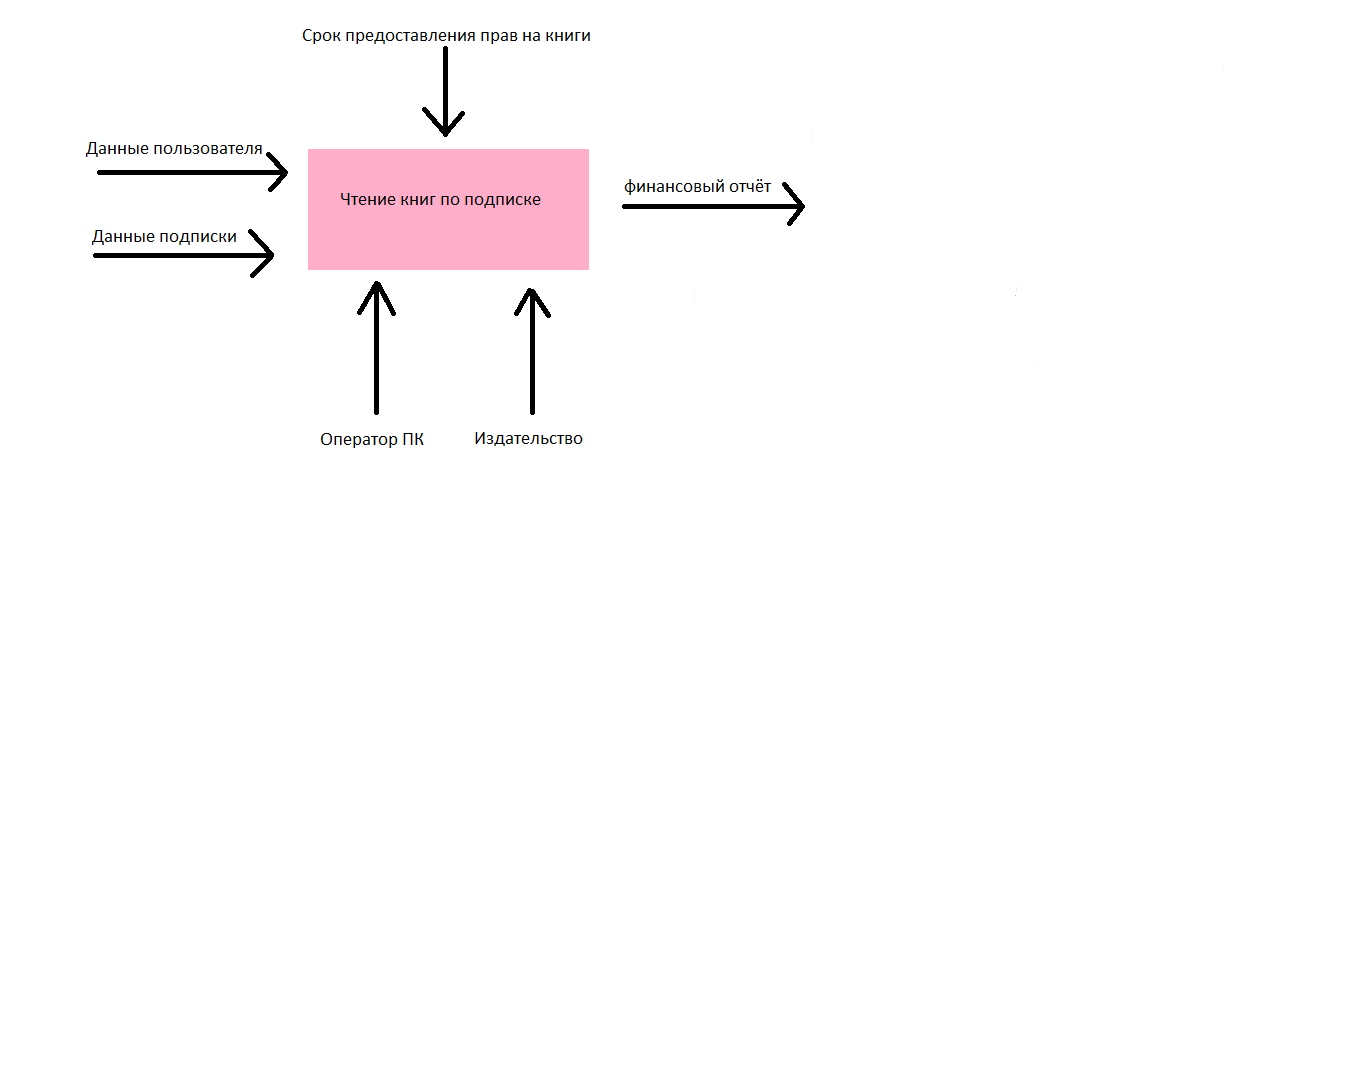 Срок предоставления прав на книги
Данные пользователя
Данные подписки
Чтение книг по подписке
финансовый отчёт
Оператор ПК
Издательство